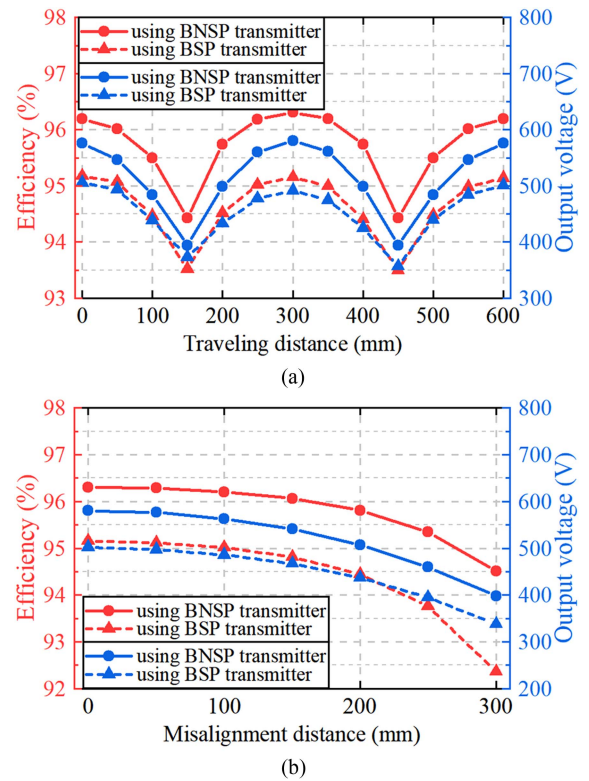 98
97
96
95
94
93
Efficiency (%)
using BNSP transmitter
using BSP transmitter
using BNSP transmitter
using BSP transmitter
800
700
600
500
400
300
Output voltage (V)
0 100 200 300 400 500 600
Traveling distance (mm)
(a)
98
97
96
95
94
93
92
Efficiency (%)
using BNSP transmitter
using BSP transmitter
using BNSP transmitter
using BSP transmitter
800
700
600
500
400
300
200
Output voltage (V)
0 100 200 300
Misalignment distance (mm)
(b)